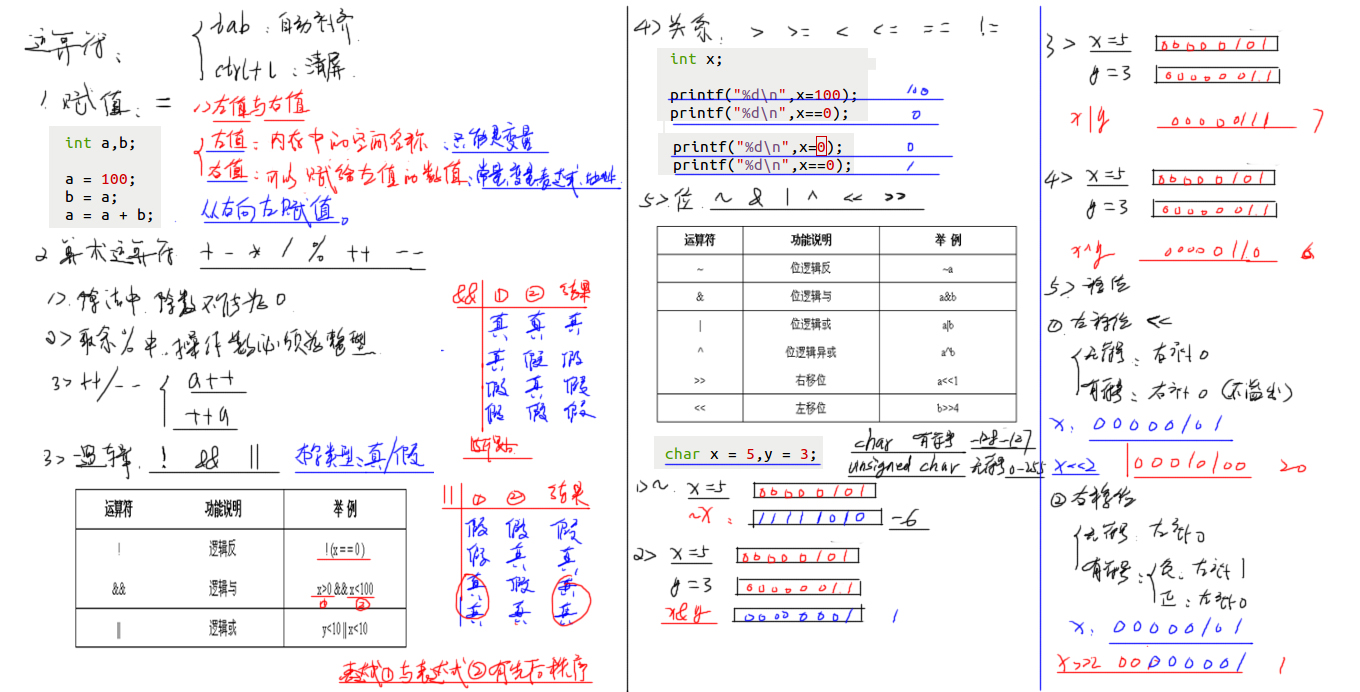 运算符：
tab：自动补齐
ctrl+L：清屏
1. 赋值： =
1>左值与右值
int a,b;
a = 100;
b = a;
a = a + b;
左值：内存中的空间名称：只能是变量
右值：可以赋给左值的数值：常量、变量、表达式、地址
从右向左赋值。
2 算术运算符 + - * / % ++ --
1>. 除法中，除数不能为0
2>取余%中，操作数必须为整型
3>++/--
a++
++a
3>逻辑 ! && ||
类型：真/假
&& ① ② 结果
真 真 真
真 假 假
假 真 假
假 假 假
运算符 功能说明 举 例
! 逻辑反 !(x==0)
&& 逻辑与 x>0&&x<100
① ②
|| 逻辑或 y<10||x<10
|| ① ② 结果
假 假 假
假 真 真
真 假 真
真 真 真
表达式①与表达式②有先后秩序
4>关系： > >= < <= == !=
int x;
printf("%d\n",x=100); 100
printf("%d\n",x==0); 0
printf("%d\n",x=0); 0
printf("%d\n",x==0); 1
5>位： ~ & | ^ << >>
运算符 功能说明 举 例
~ 位逻辑反 ~a
& 位逻辑与 a&b
| 位逻辑或 a|b
^ 位逻辑异或 a^b
>> 右移位 a<<1
<< 左移位 b>>4
char x = 5,y = 3;
char 有符号 -128-127
unsigned char 无符号 0-255
1>~ x=5 00000101
~x： 11111010 -6
2> x=5 00000101
y=3 00000011
x&y 00000001 1
3> x=5 00000101
y=3 00000011
x|y 00000111 7
4> x=5 00000101
y=3 00000011
x^y 00000110 6
5>移位
① 左移位 <<
无符号：右补0
有符号：右补0 (不溢出)
x： 00000101
x<<2 00010100 20
② 右移位
无符号：左补0
有符号：负：左补1
正：左补0
x： 00000101
x>>2 00000001 1